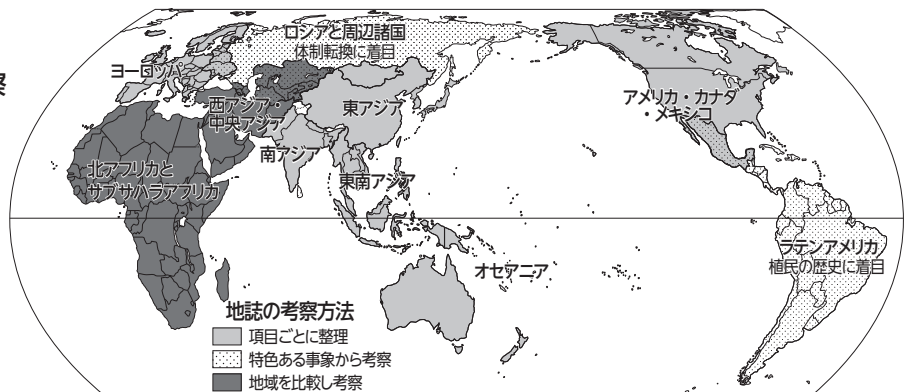 察
ロシアと周辺諸国
体制転換に着目
ヨーロッパ
西アジア・
中央アジア
東アジア
アメリカ・カナダ
・メキシコ
南アジア
北アフリカと
サブサハラアフリカ
東南アジア
ラテンアメリカ
植民の歴史に着目
オセアニア
地誌の考察方法
項目ごとに整理
特色ある事象から考察
地域を比較し考察